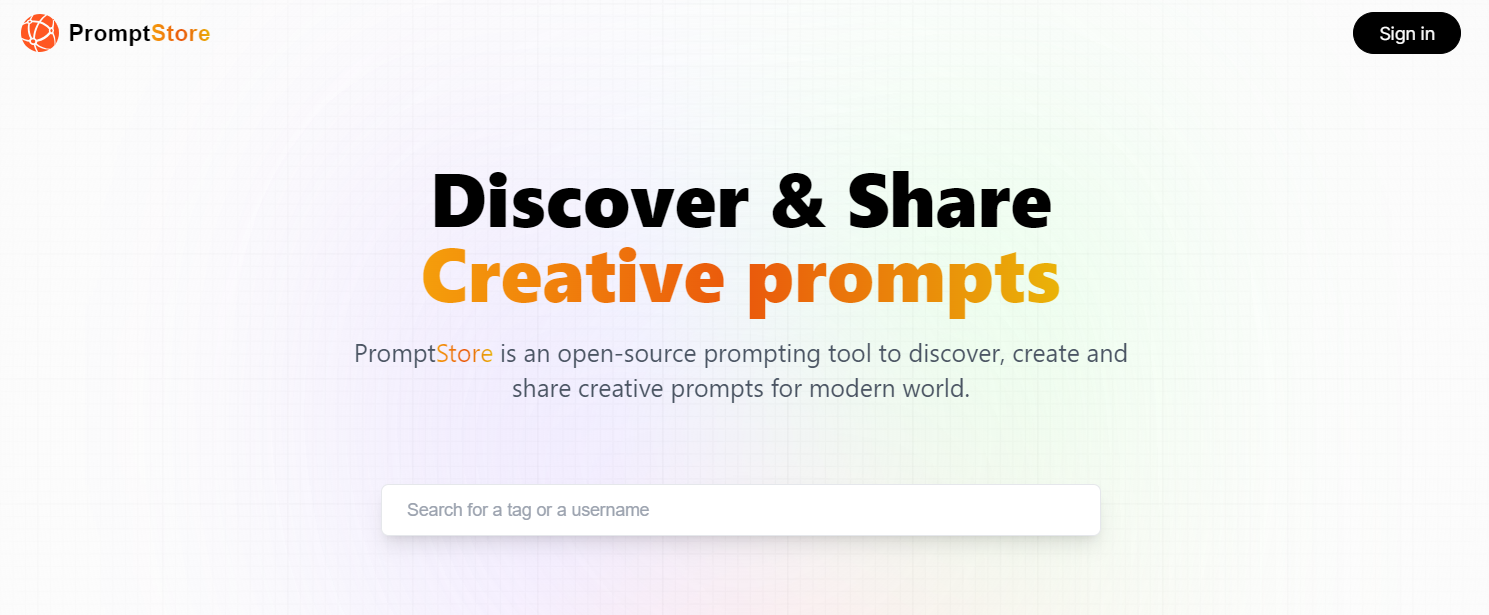 PromptStore
Sign in
Discover & Share
Creative prompts
PromptStore is an open-source prompting tool to discover, create and
share creative prompts for modern world.
Search for a tag or a username